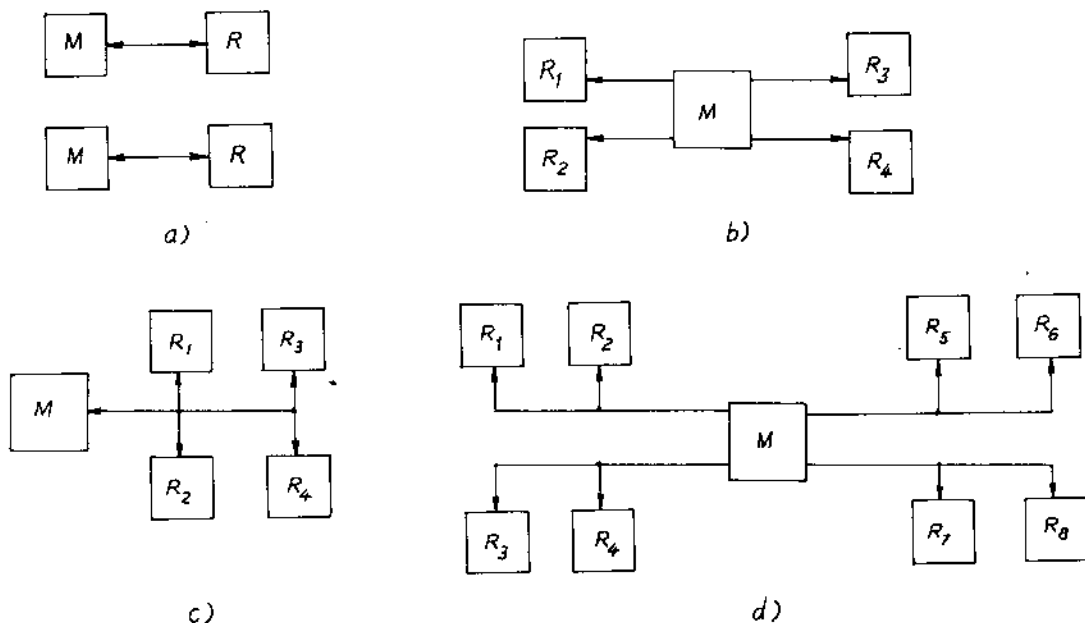 M R
M R
a)
R1 R3
M
R2 R4
b)
R1 R3
M
R2 R4
c)
R1 R2 R5 R6
M
R3 R4 R7 R8
d)